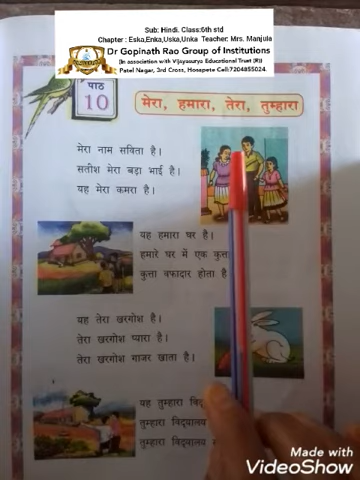 Sub: Hindi. Class:6th std
Chapter : Eska,Enka,Uska,Unka Teacher: Mrs. Manjula
Dr Gopinath Rao Group of Institutions
(In association with Vijaysourya Educational Trust (R))
Patel Nagar, 3rd Cross, Hosapete Cell:7204855024.
पाठ
10
मेरा, हमारा, तेरा, तुम्हारा
मेरा नाम सविता है।
सतीश मेरा बड़ा भाई है।
यह मेरा कमरा है।
यह हमारा घर है।
हमारे घर में एक कुत्ता
कुत्ता वफादार होता है
यह तेरा खरगोश है।
तेरा खरगोश प्यारा है।
तेरा खरगोश गाजर खाता है।
यह तुम्हारा
तुम्हारा विद्यालय
तुम्हारा विद्यालय
Made with
VideoShow